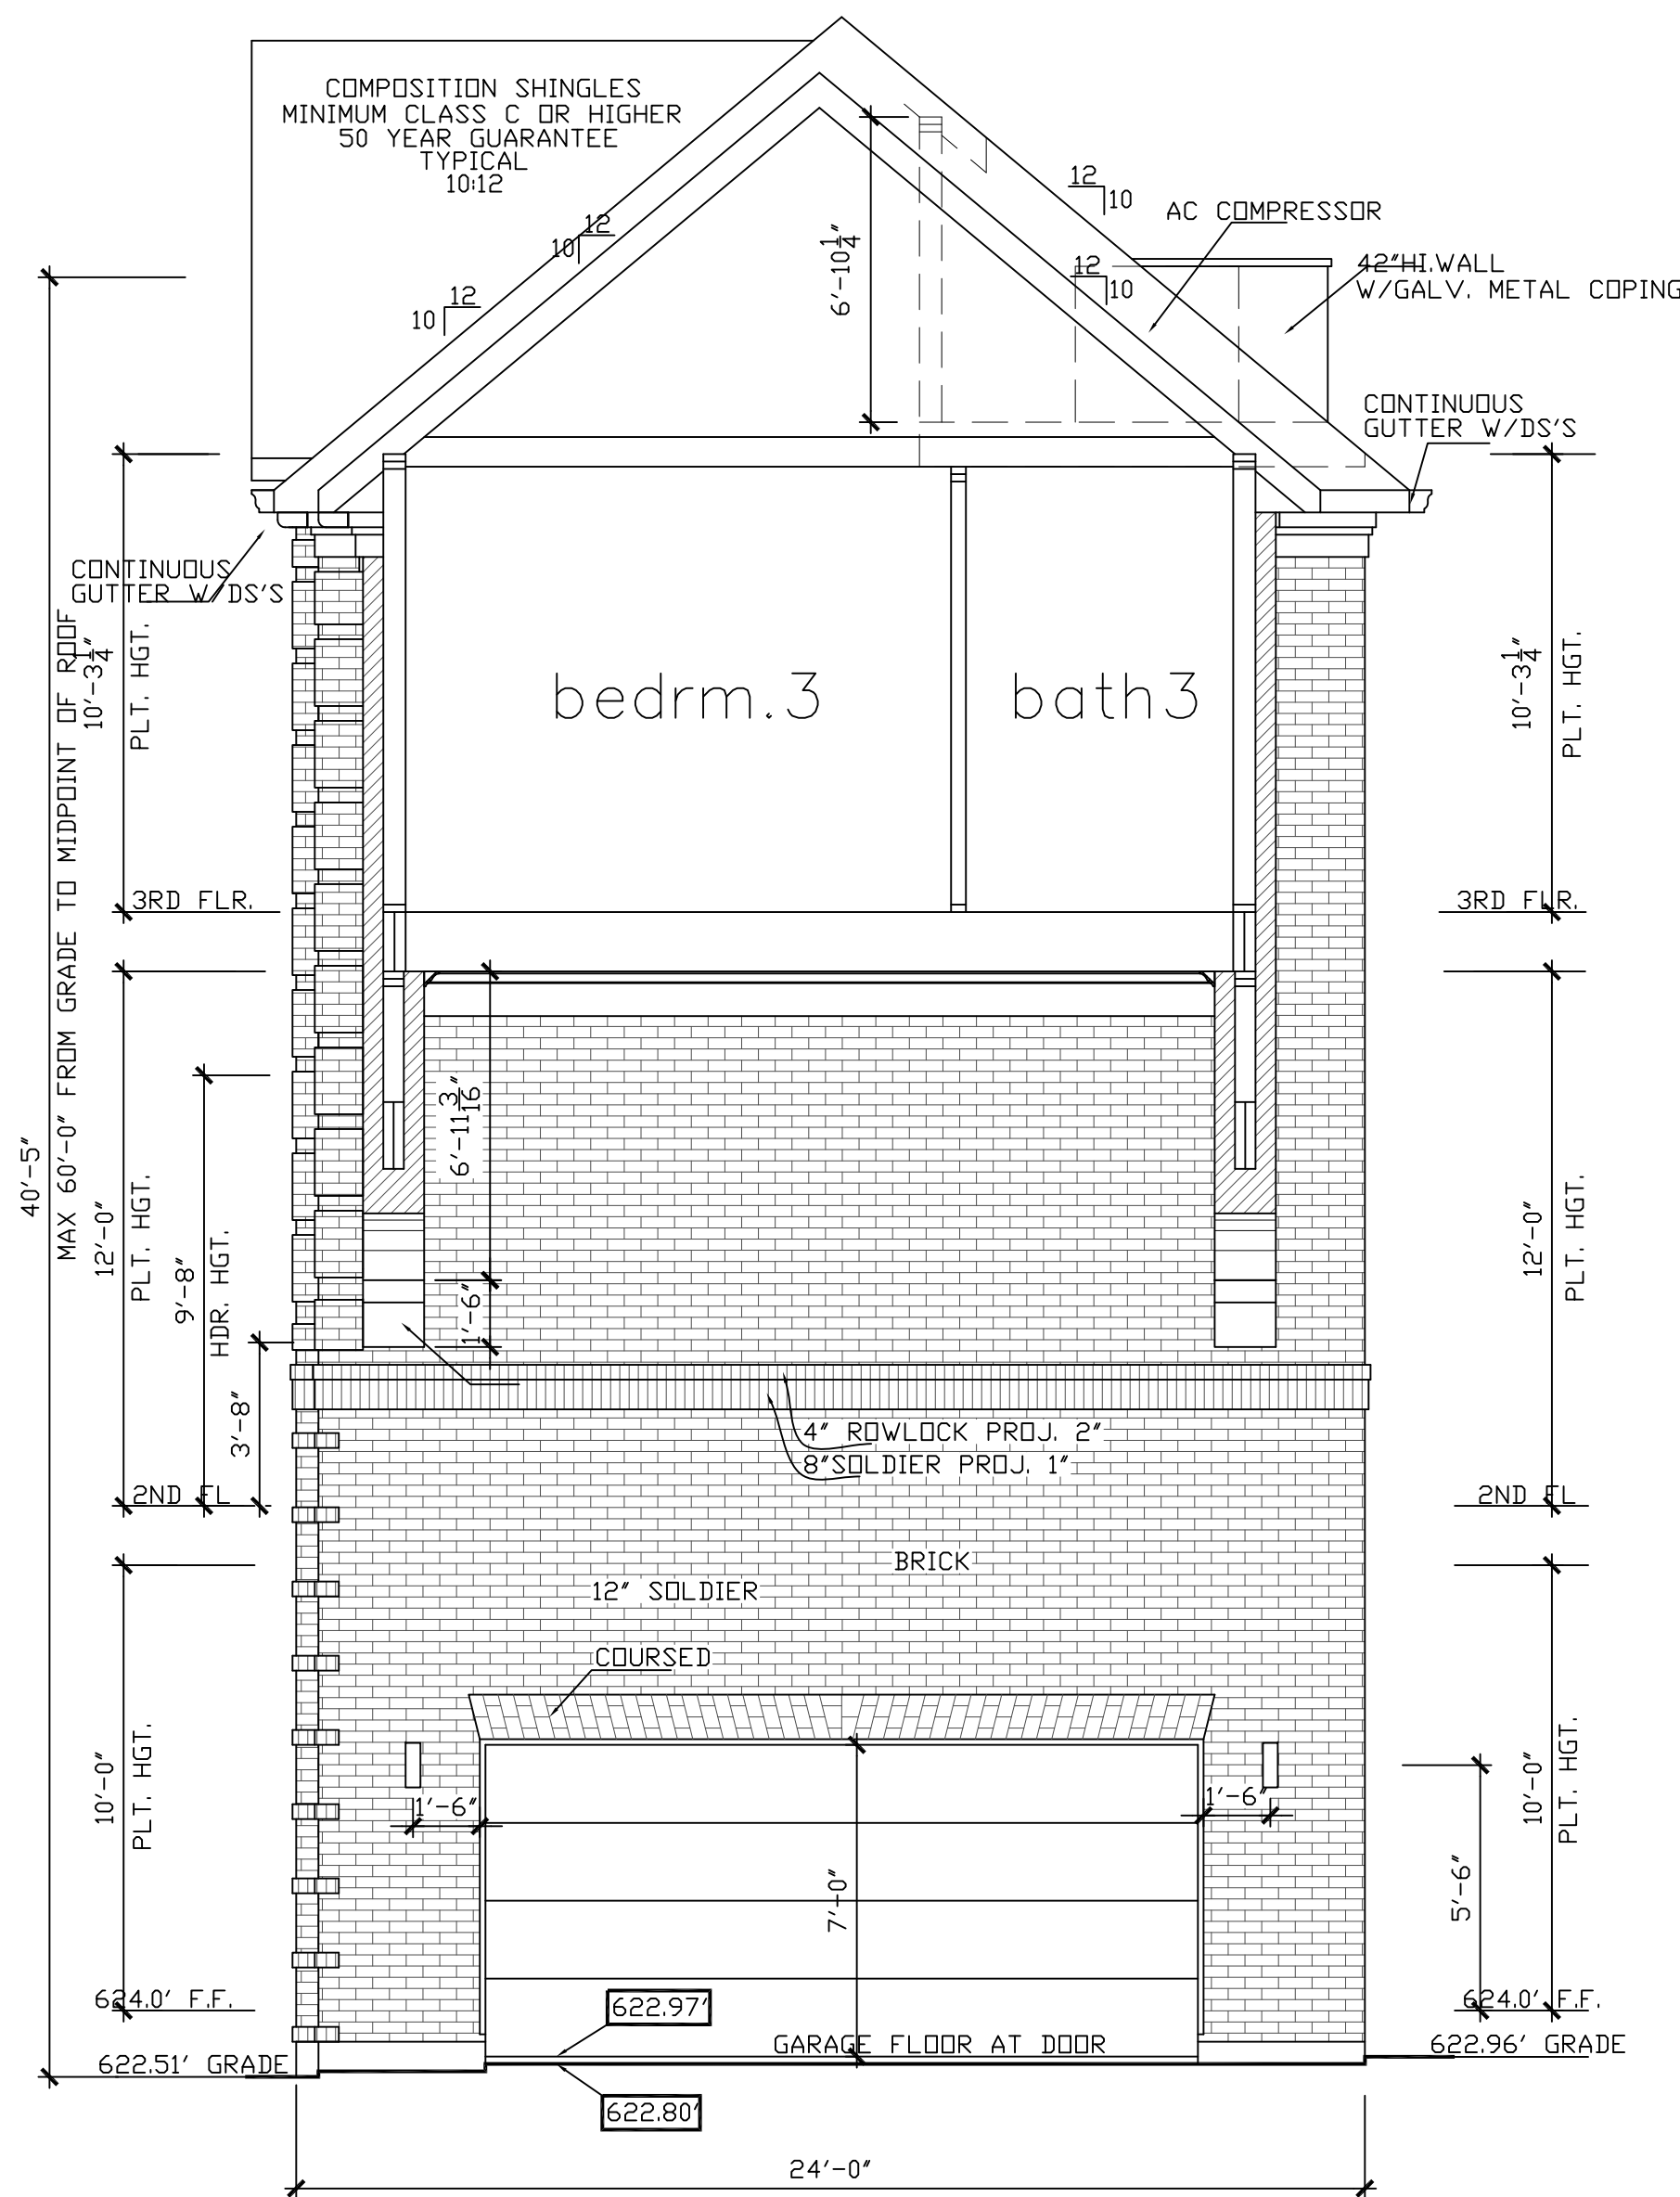 COMPOSITION SHINGLES
MINIMUM CLASS C OR HIGHER
50 YEAR GUARANTEE
TYPICAL
10:12
12
10
12
10
12
10
12
10
AC COMPRESSOR
42"HI.WALL
W/GALV. METAL COPING
6'-10 1/4"
CONTINUOUS
GUTTER W/DS'S
CONTINUOUS
GUTTER W/DS'S
40'-5"
MAX 60'-0" FROM GRADE TO MIDPOINT OF ROOF
10'-3 1/4"
PLT. HGT.
bedrm.3
bath3
10'-3 1/4"
PLT. HGT.
3RD FLR.
3RD FLR.
12'-0"
PLT. HGT.
9'-8"
HDR. HGT.
3'-8"
6'-11 3/16"
1'-6"
12'-0"
PLT. HGT.
4" ROWLOCK PROJ. 2"
8"SOLDIER PROJ. 1"
2ND FL
2ND FL
BRICK
12" SOLDIER
COURSED
10'-0"
PLT. HGT.
1'-6"
1'-6"
7'-0"
5'-6"
10'-0"
PLT. HGT.
624.0' F.F.
624.0' F.F.
622.97'
GARAGE FLOOR AT DOOR
622.96' GRADE
622.51' GRADE
622.80'
24'-0"